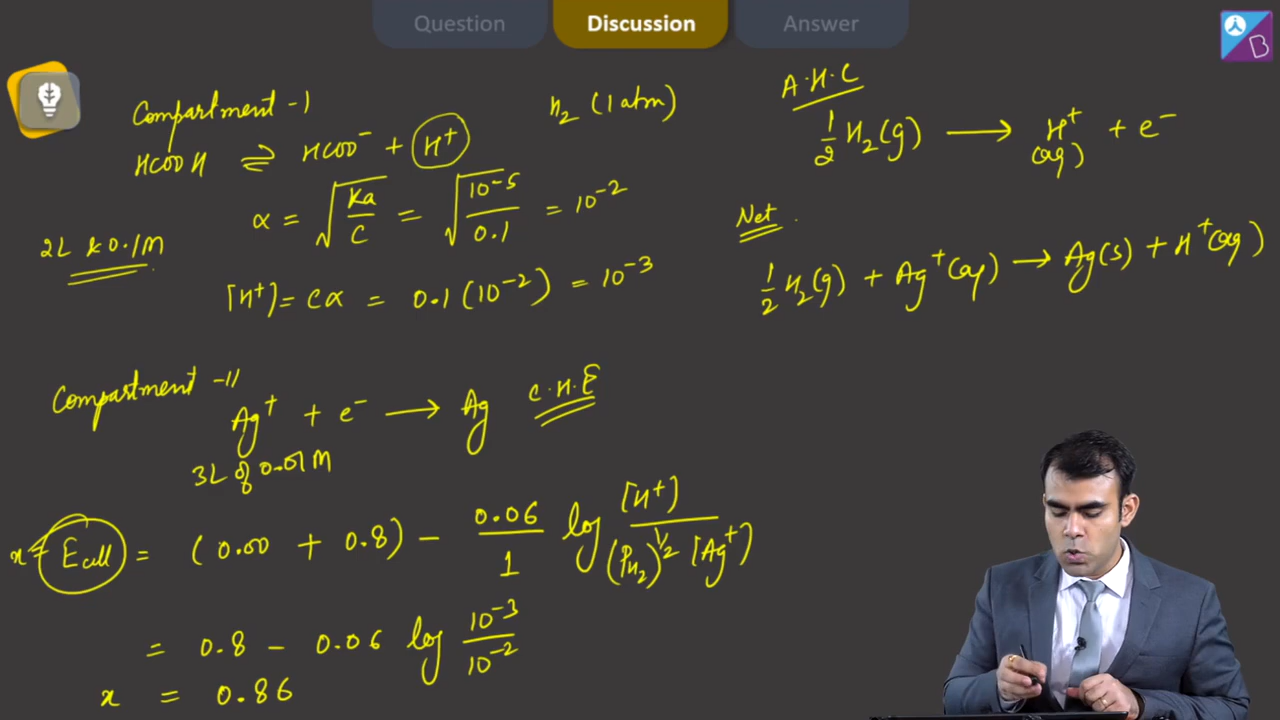 Question Discussion Answer
B
Compartment -I
H2 (1 atm)
HCOOH ⇌ HCOO⁻ + H⁺
α = √(Ka/C) = √(10⁻⁵/0.1) = 10⁻²
2L & 0.1M
[H⁺] = Cα = 0.1(10⁻²) = 10⁻³
A.H.C
1/2 H₂(g) ⟶ H⁺(aq) + e⁻
Net
1/2 H₂(g) + Ag⁺(aq) ⟶ Ag(s) + H⁺(aq)
Compartment -II
Ag⁺ + e⁻ ⟶ Ag C.H.E
3L of 0.01M
x = Ecell = (0.00 + 0.8) - 0.06/1 log [H⁺]/(PH₂)^1/2 [Ag⁺]
= 0.8 - 0.06 log 10⁻³/10⁻²
x = 0.86